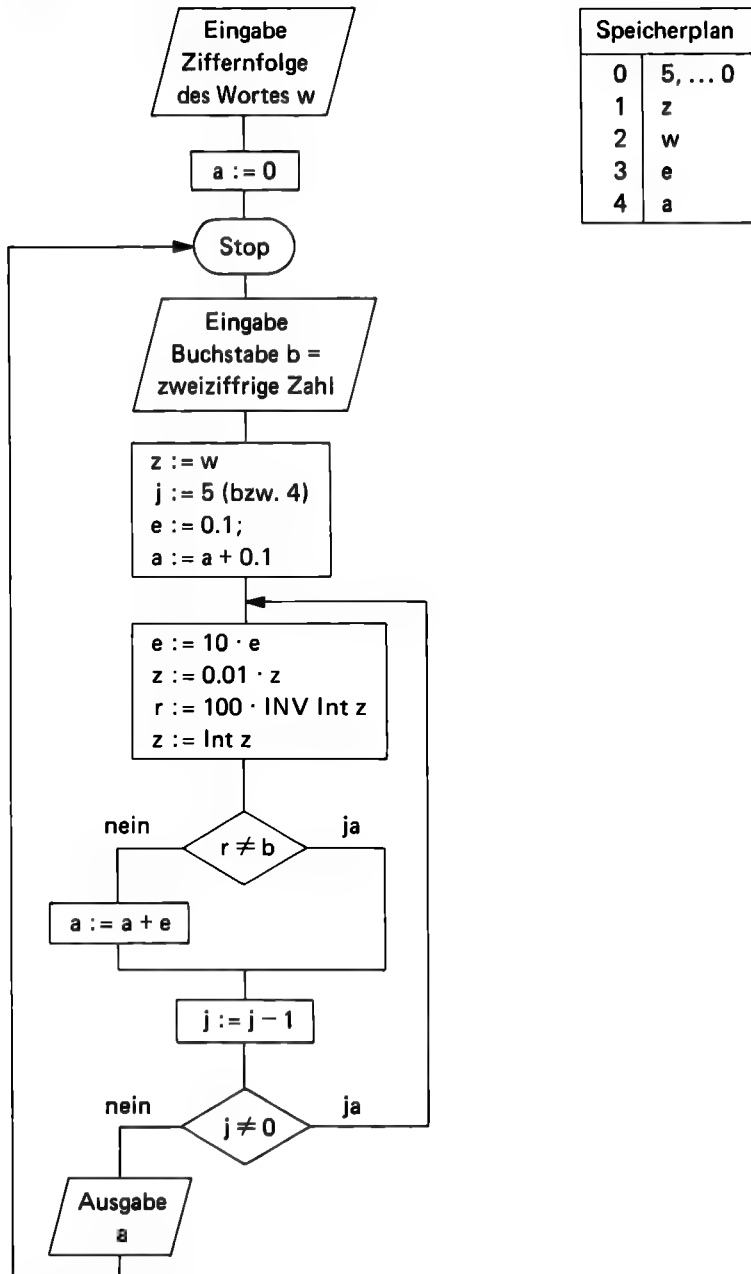 Eingabe
Ziffernfolge
des Wortes w
a := 0
Stop
Eingabe
Buchstabe b =
zweiziffrige Zahl
z := w
j := 5 (bzw. 4)
e := 0.1;
a := a + 0.1
e := 10 · e
z := 0.01 · z
r := 100 · INV Int z
z := Int z
nein
r ≠ b
ja
a := a + e
j := j − 1
nein
j ≠ 0
ja
Ausgabe
a
Speicherplan
0 5, ... 0
1 z
2 w
3 e
4 a